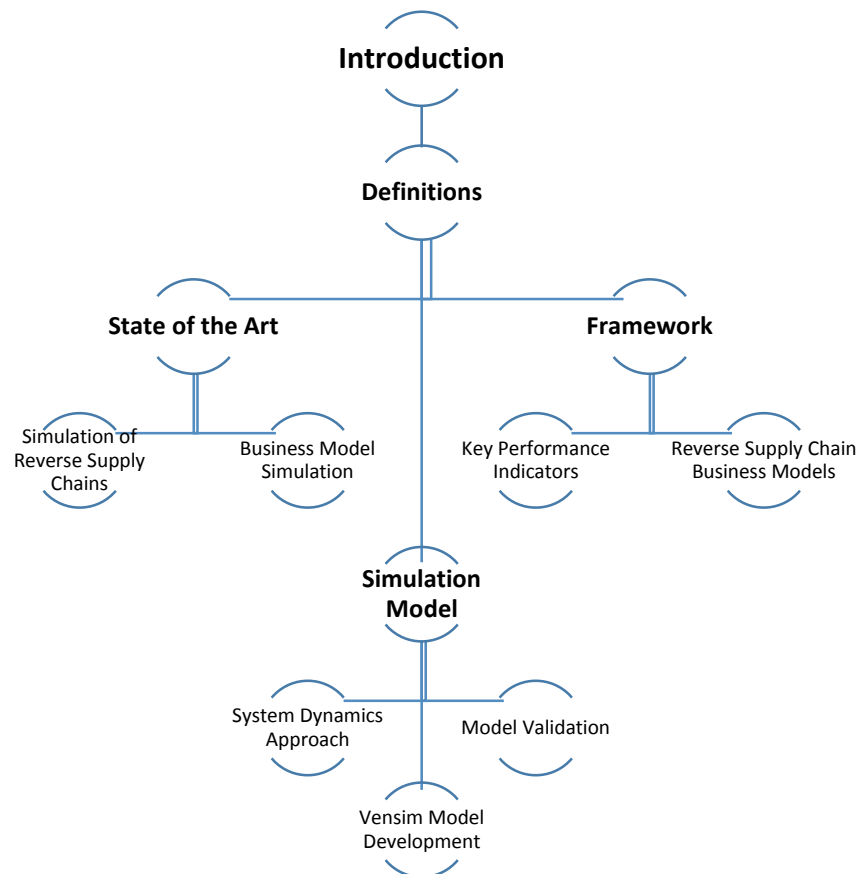 Introduction
Definitions
State of the Art
Framework
Simulation of
Reverse Supply
Chains
Business Model
Simulation
Key Performance
Indicators
Reverse Supply Chain
Business Models
Simulation
Model
System Dynamics
Approach
Model Validation
Vensim Model
Development